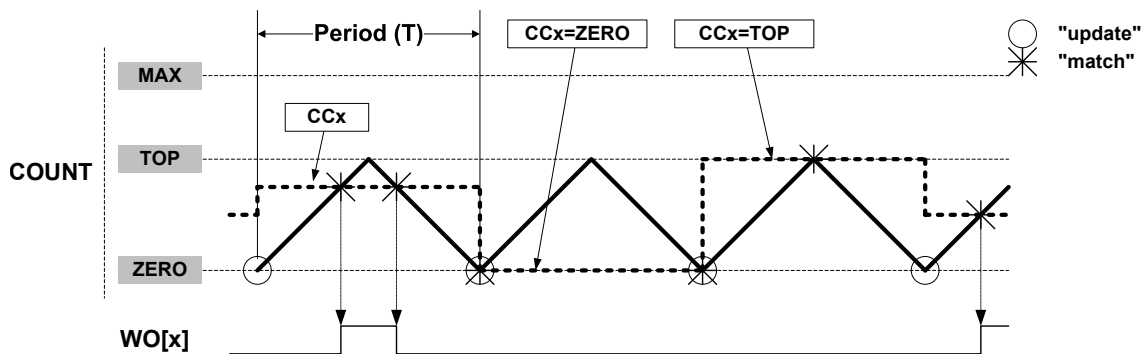 Period (T)
CCx=ZERO
CCx=TOP
"update"
"match"
MAX
CCx
COUNT
TOP
ZERO
WO[x]